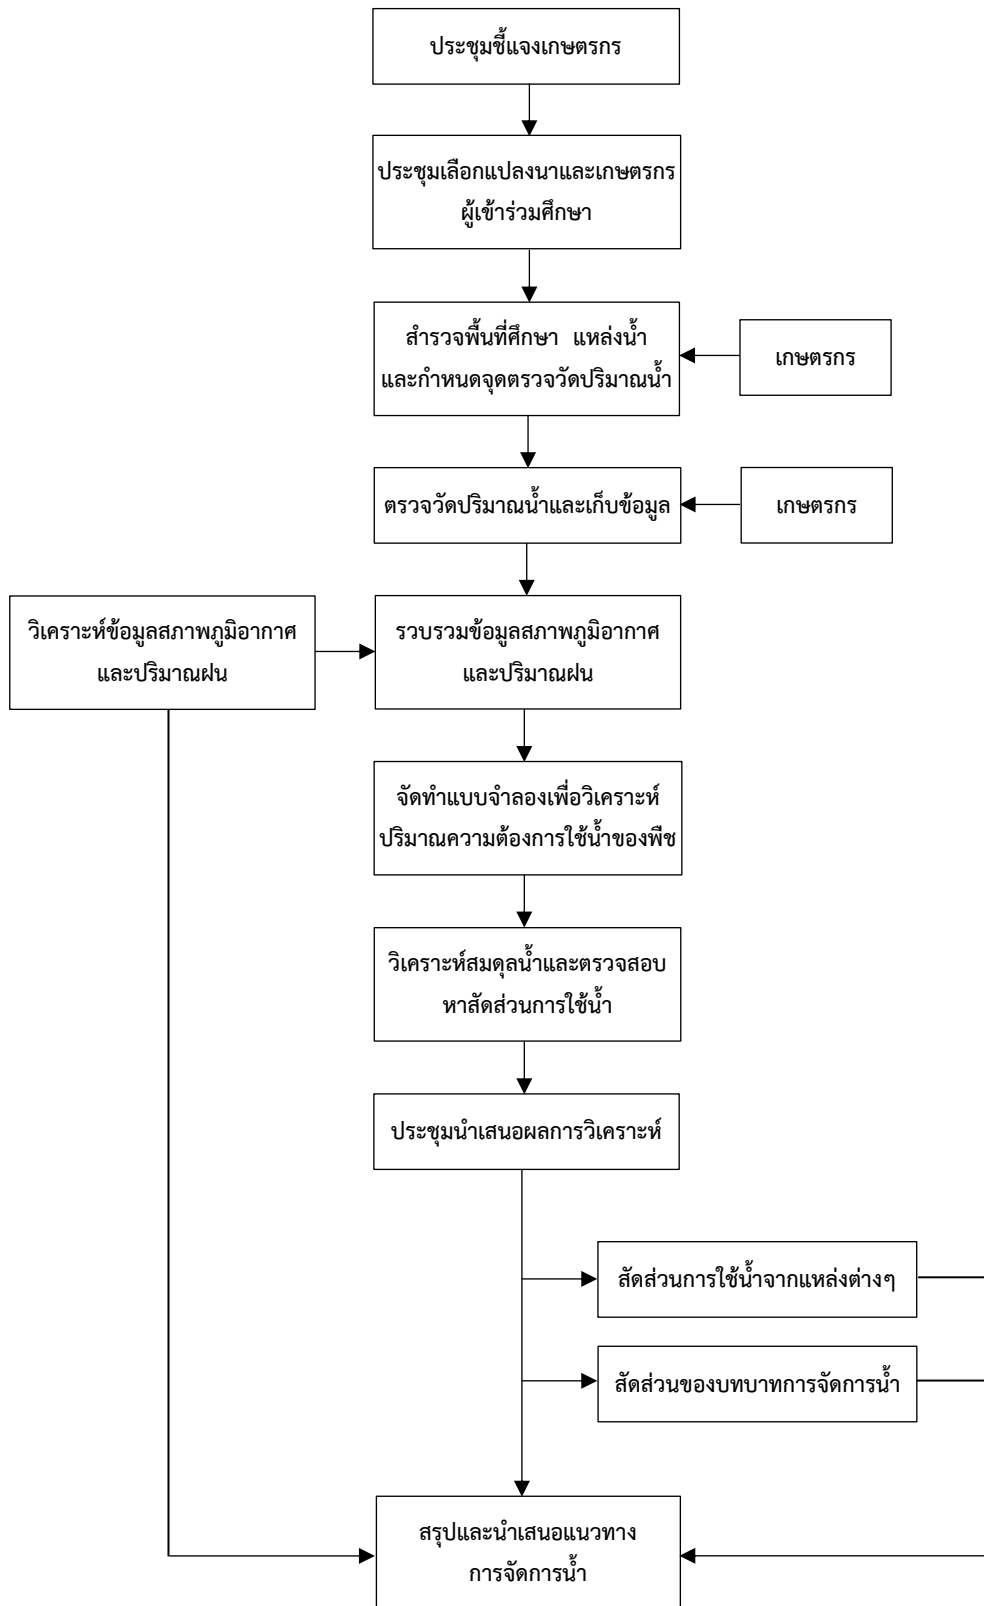 ประชุมชี้แจงเกษตรกร
ประชุมเลือกแปลงนาและเกษตรกร
ผู้เข้าร่วมศึกษา
สำรวจพื้นที่ศึกษา แหล่งน้ำ
และกำหนดจุดตรวจวัดปริมาณน้ำ
เกษตรกร
ตรวจวัดปริมาณน้ำและเก็บข้อมูล
เกษตรกร
วิเคราะห์ข้อมูลสภาพภูมิอากาศ
และปริมาณฝน
รวบรวมข้อมูลสภาพภูมิอากาศ
และปริมาณฝน
จัดทำแบบจำลองเพื่อวิเคราะห์
ปริมาณความต้องการใช้น้ำของพืช
วิเคราะห์สมดุลน้ำและตรวจสอบ
หาสัดส่วนการใช้น้ำ
ประชุมนำเสนอผลการวิเคราะห์
สัดส่วนการใช้น้ำจากแหล่งต่างๆ
สัดส่วนของบทบาทการจัดการน้ำ
สรุปและนำเสนอแนวทาง
การจัดการน้ำ